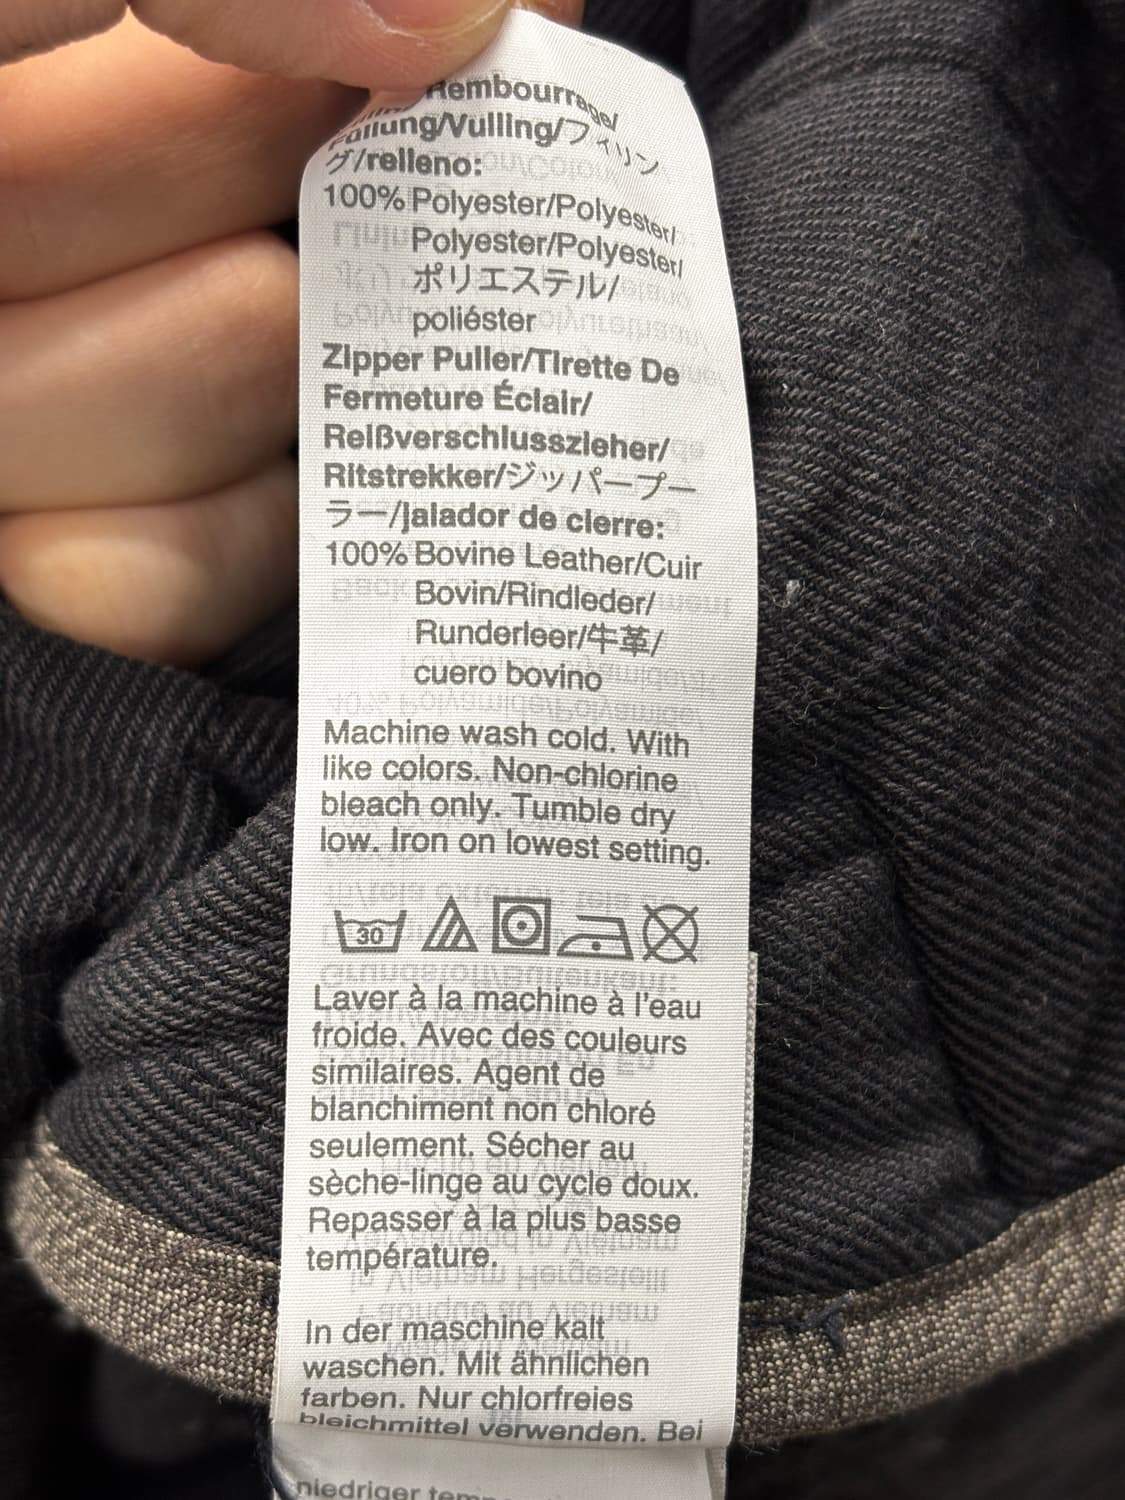 Rembourrage/
Füllung/Vulling/フィリン
グ/relleno:
100% Polyester/Polyester/
Polyester/Polyester/
ポリエステル/
poliéster
Zipper Puller/Tirette De
Fermeture Éclair/
Reißverschlusszieher/
Ritstrekker/ジッパープー
ラー/jalador de cierre:
100% Bovine Leather/Cuir
Bovin/Rindleder/
Runderleer/牛革/
cuero bovino
Machine wash cold. With
like colors. Non-chlorine
bleach only. Tumble dry
low. Iron on lowest setting.
30
Laver à la machine à l'eau
froide. Avec des couleurs
similaires. Agent de
blanchiment non chloré
seulement. Sécher au
sèche-linge au cycle doux.
Repasser à la plus basse
température.
In der maschine kalt
waschen. Mit ähnlichen
farben. Nur chlorfreies
bleichmittel verwenden. Bei
niedriger